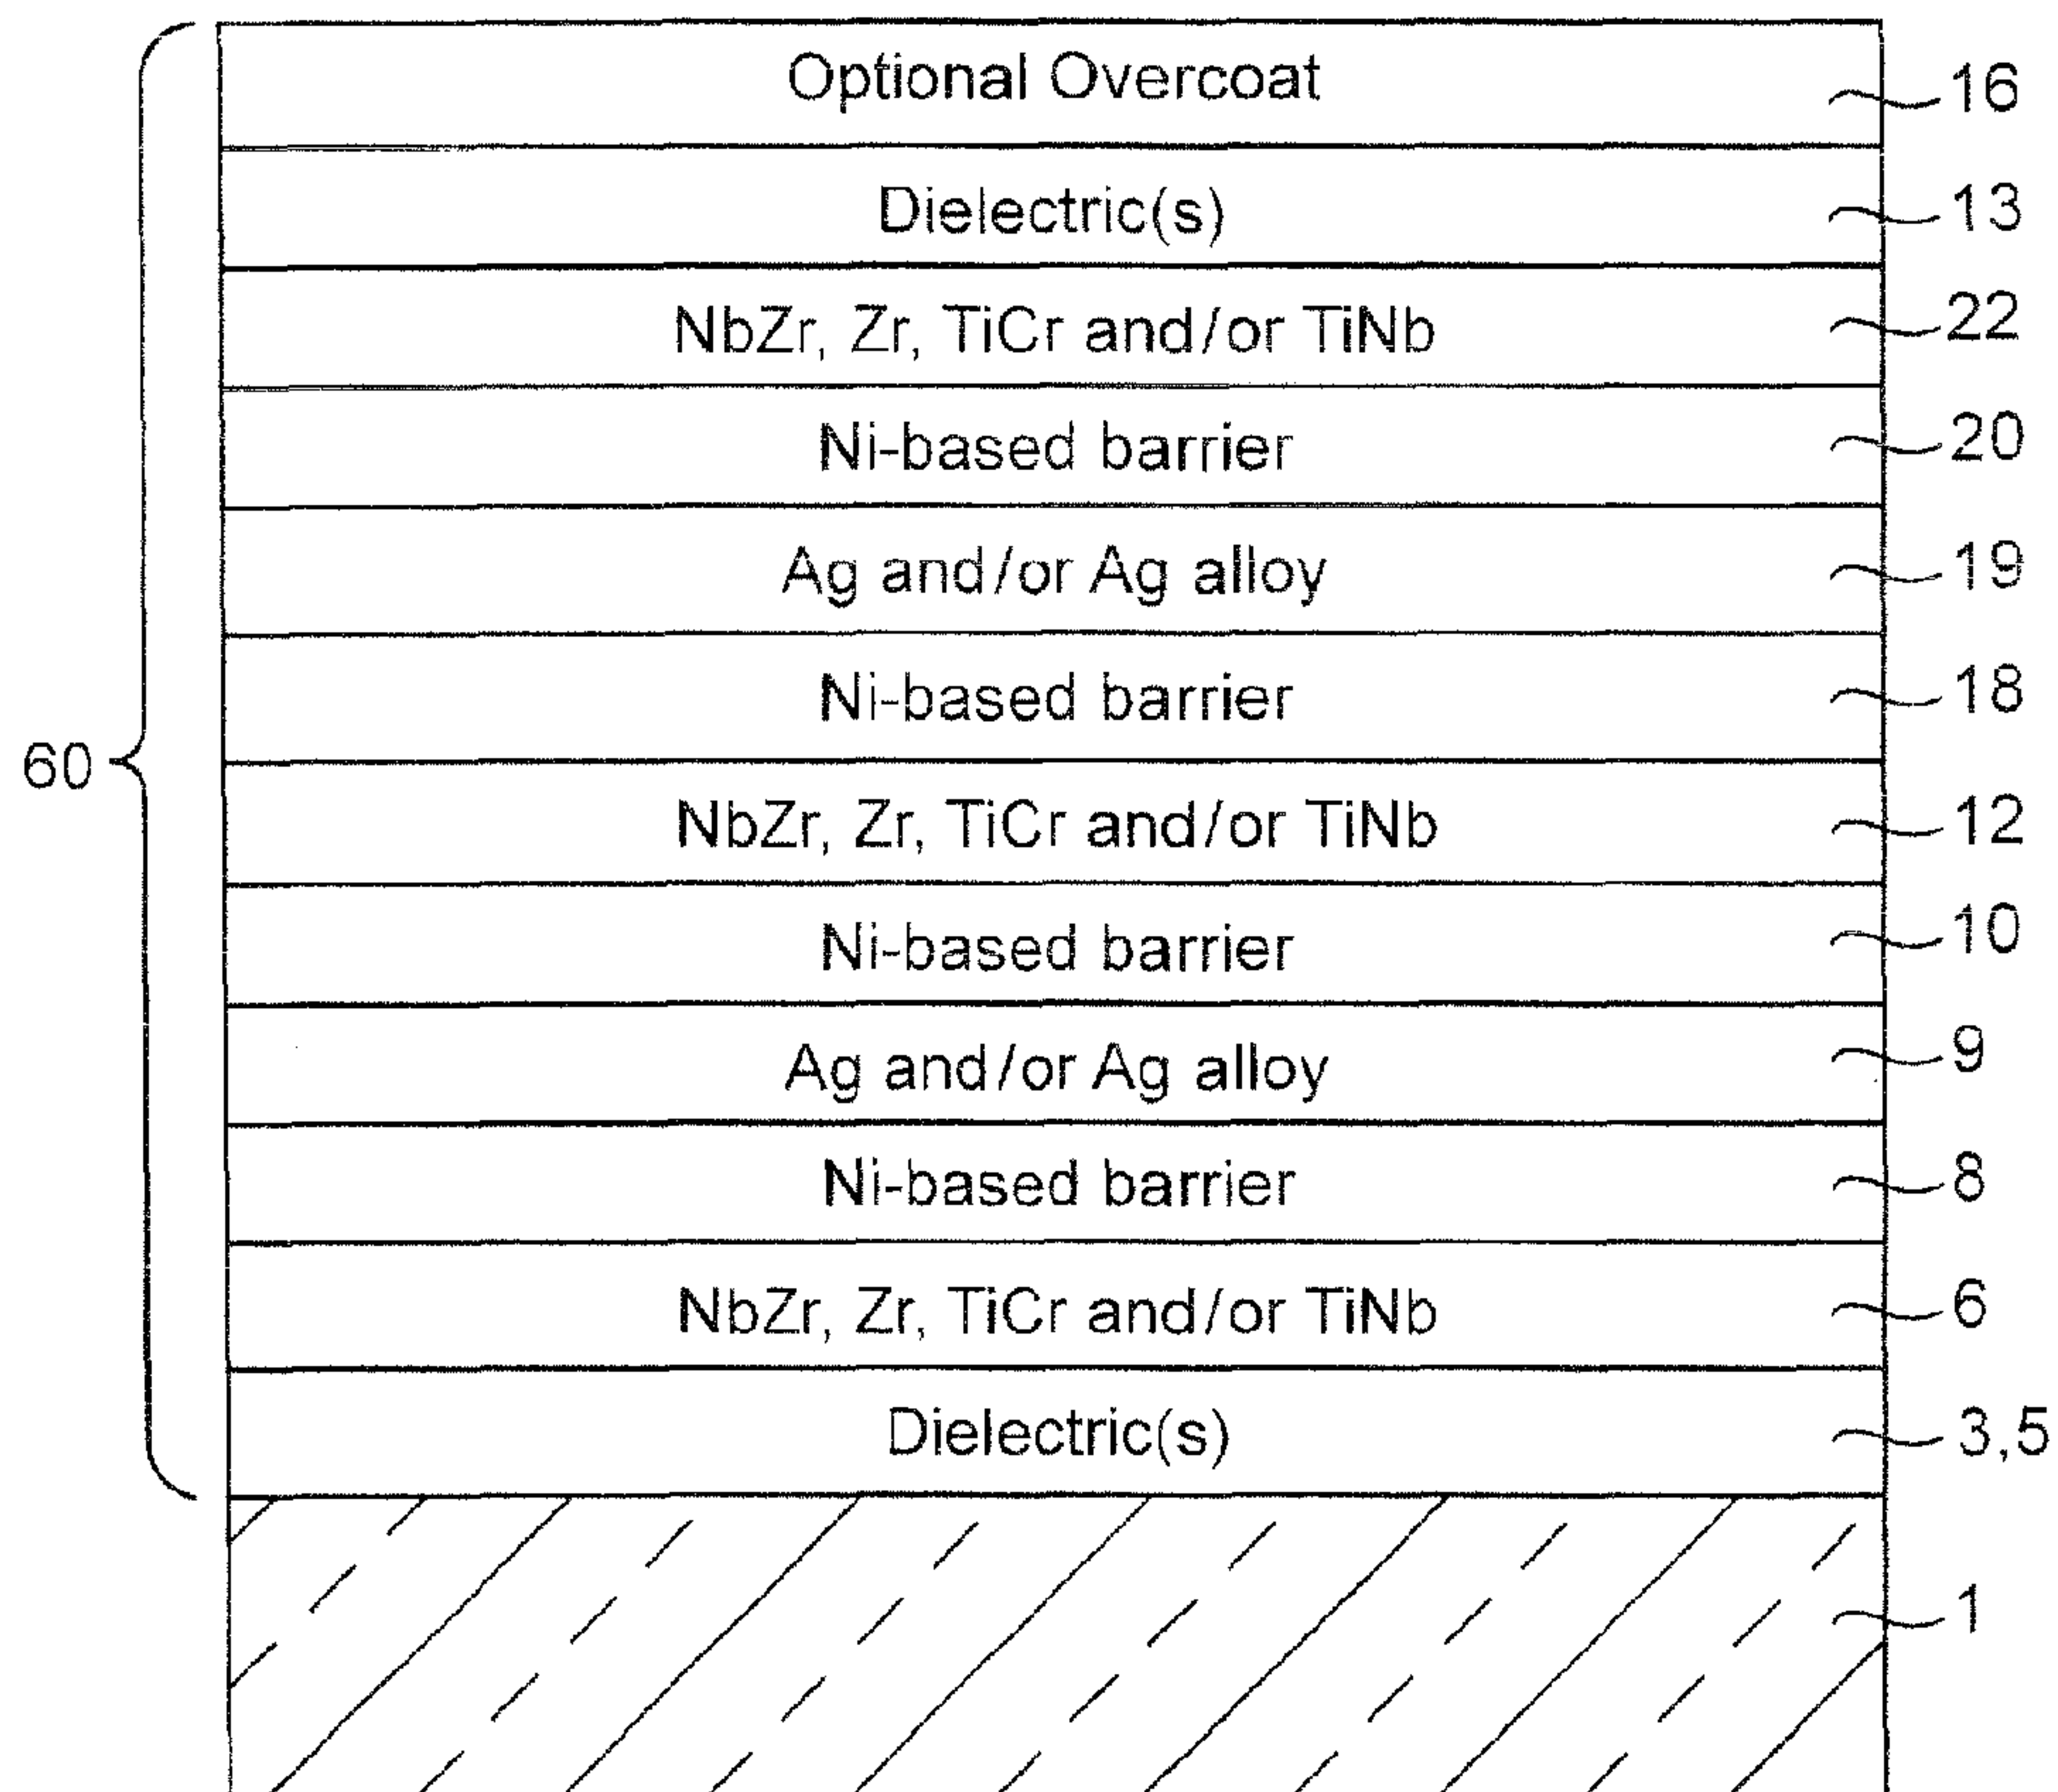 Optional Overcoat 16
Dielectric(s) 13
NbZr, Zr, TiCr and/or TiNb 22
Ni-based barrier 20
Ag and/or Ag alloy 19
Ni-based barrier 18
60
NbZr, Zr, TiCr and/or TiNb 12
Ni-based barrier 10
Ag and/or Ag alloy 9
Ni-based barrier 8
NbZr, Zr, TiCr and/or TiNb 6
Dielectric(s) 3,5
1